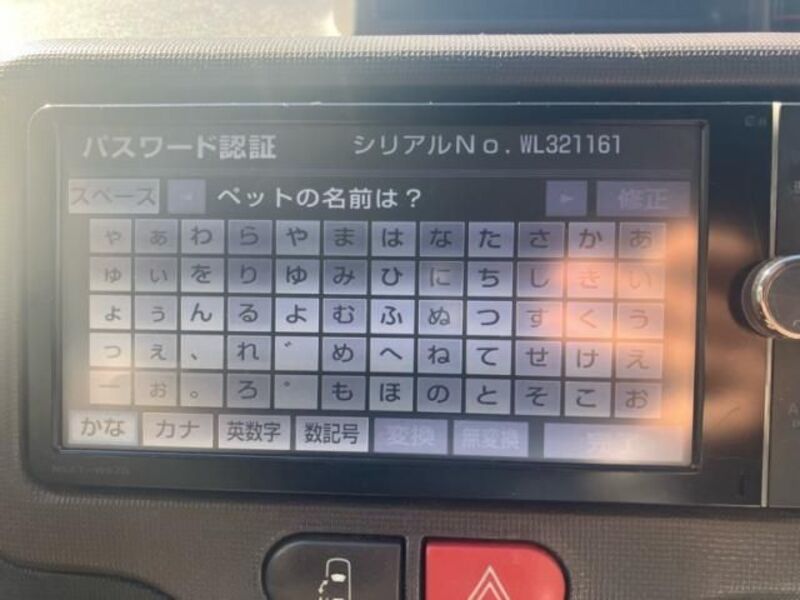 パスワード認証 シリアルNo. WL321161
スペース ペットの名前は？ 修正
ゃ ぁ わ ら や ま は な た さ か あ
ゅ ぃ を り ゆ み ひ に ち し き い
ょ ぅ ん る よ む ふ ぬ つ す く う
っ ぇ 、 れ ゛ め へ ね て せ け え
ー ぉ 。 ろ ゜ も ほ の と そ こ お
かな カナ 英数字 数記号 変換 無変換